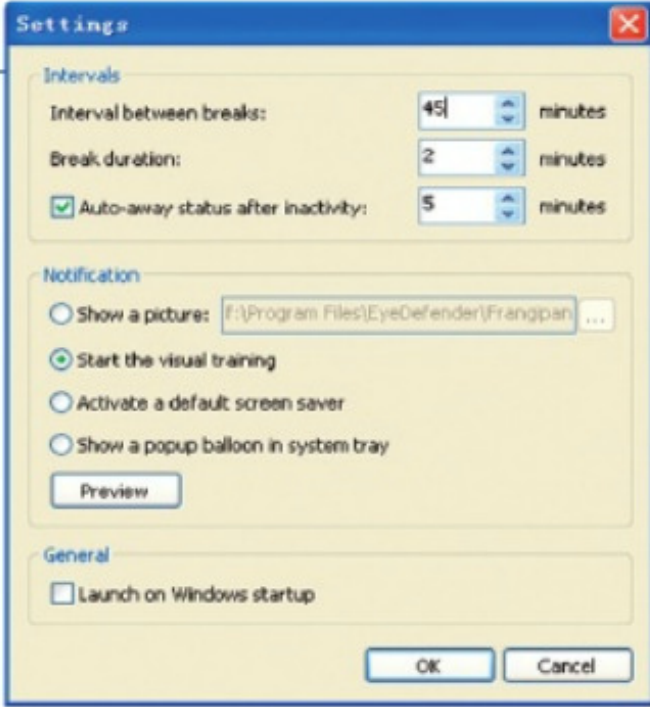 Settings
Intervals
Interval between breaks: 45 minutes
Break duration: 2 minutes
Auto-away status after inactivity: 5 minutes
Notification
Show a picture: f:\Program Files\EyeDefender\Frangipan ...
Start the visual training
Activate a default screen saver
Show a popup balloon in system tray
Preview
General
Launch on Windows startup
OK Cancel